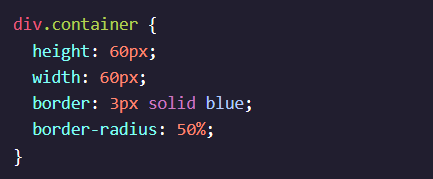 div.container {
  height: 60px;
  width: 60px;
  border: 3px solid blue;
  border-radius: 50%;
}